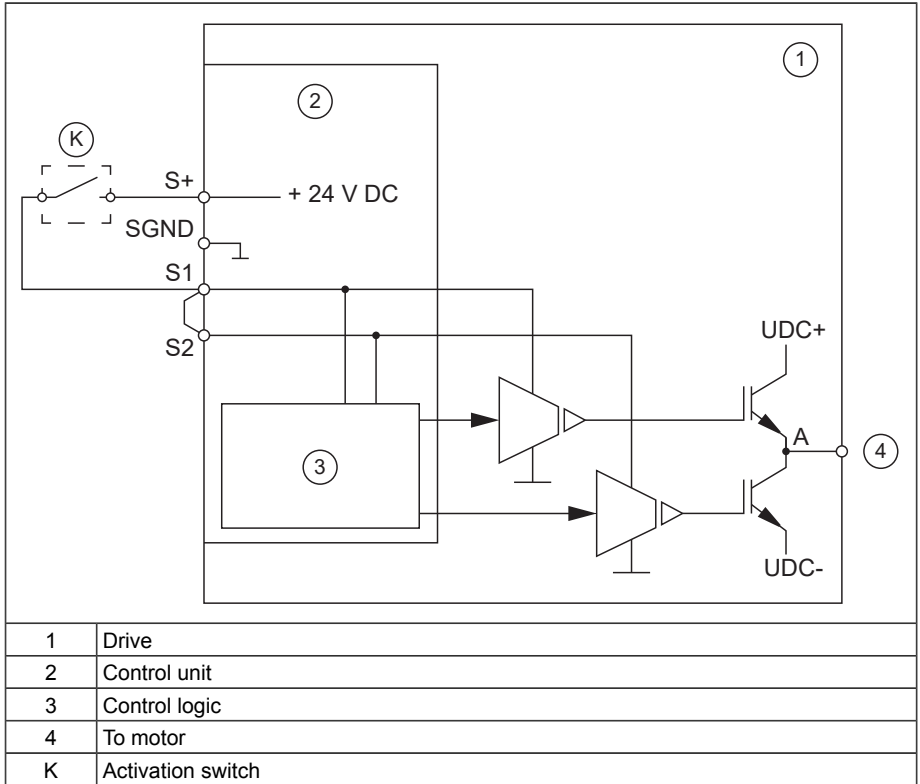 1
2
K
S+
+ 24 V DC
SGND
S1
S2
UDC+
A
4
3
UDC-
1 Drive
2 Control unit
3 Control logic
4 To motor
K Activation switch